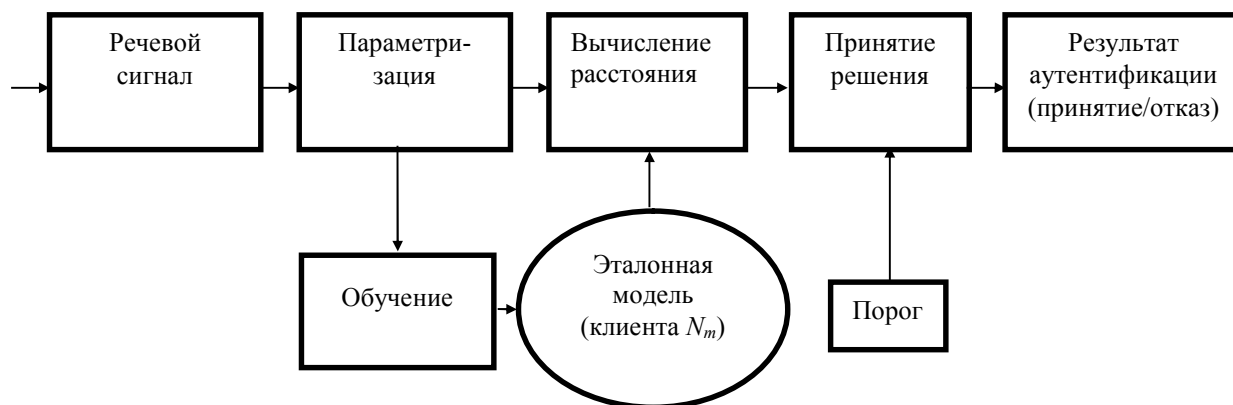 Речевой
сигнал
Параметри-
зация
Вычисление
расстояния
Принятие
решения
Результат
аутентификации
(принятие/отказ)
Обучение
Эталонная
модель
(клиента Nm)
Порог